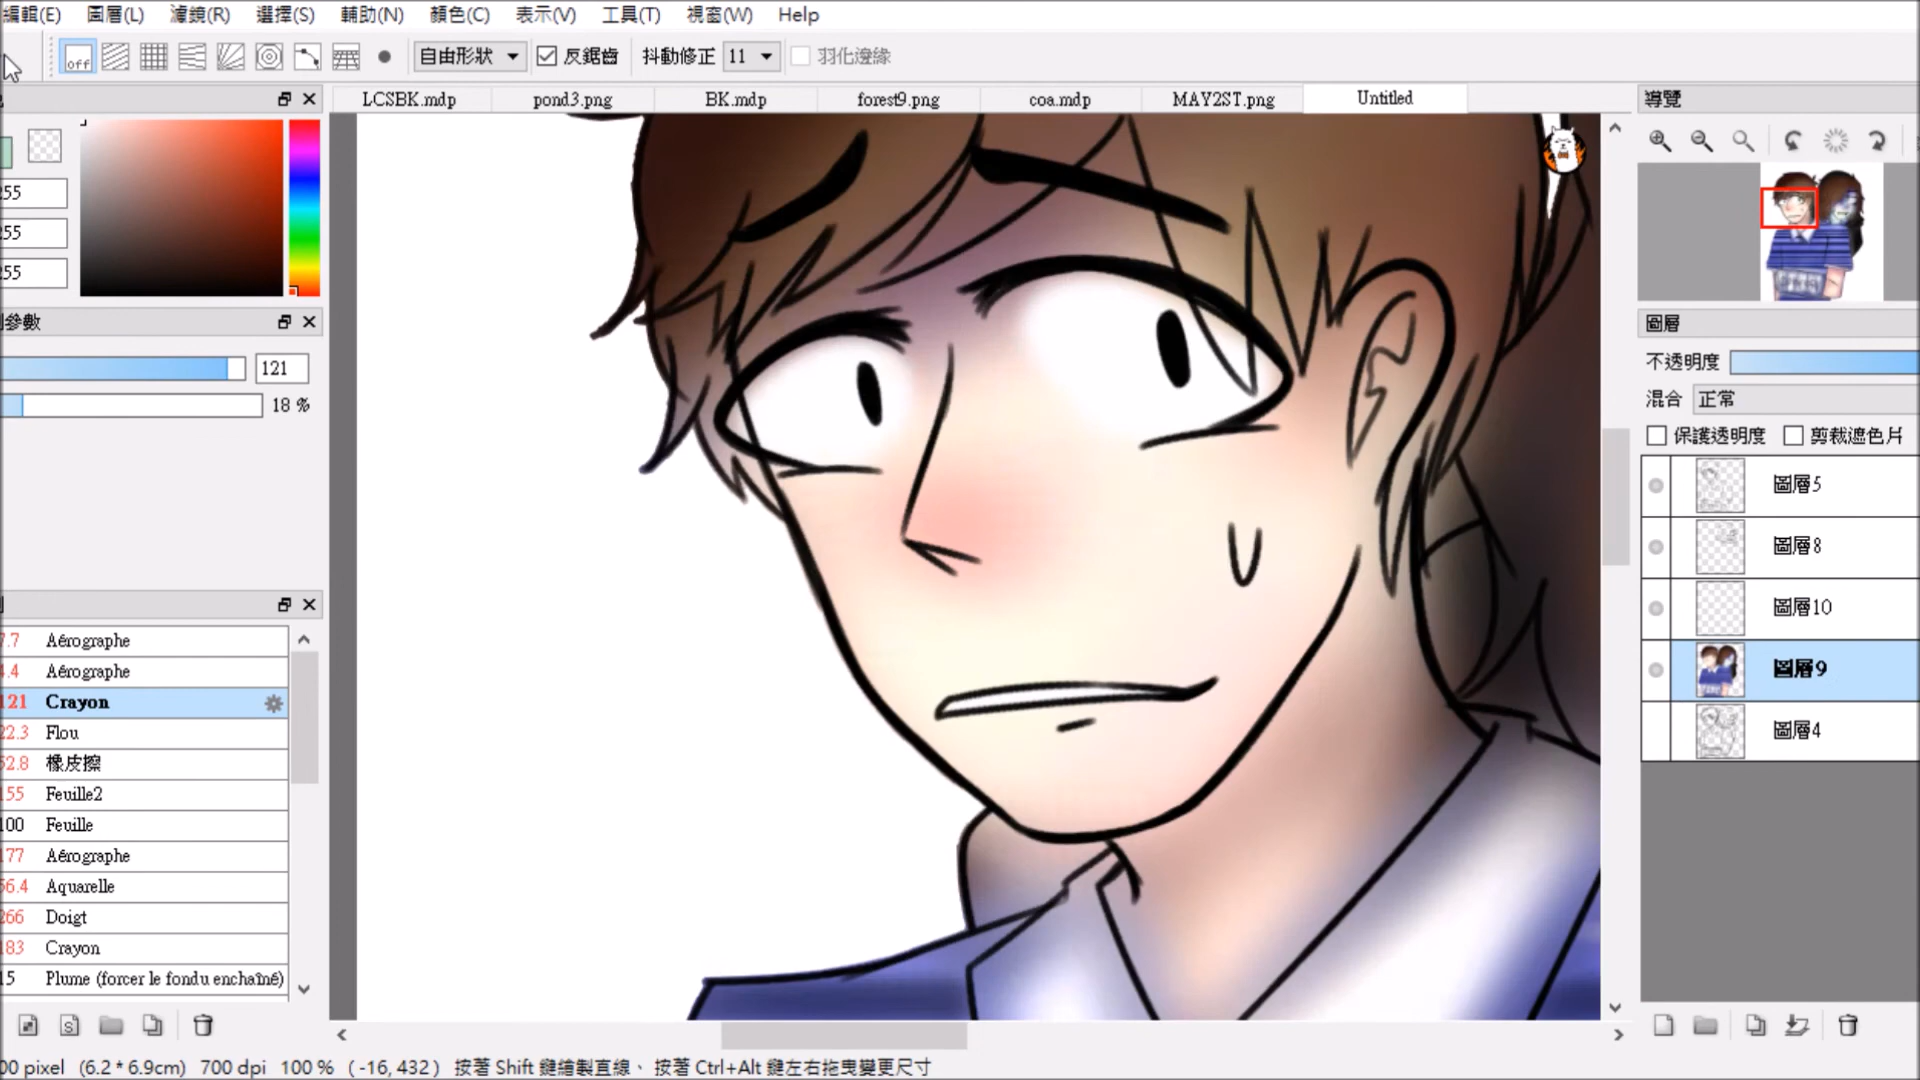 編輯(E) 圖層(L) 濾鏡(R) 選擇(S) 輔助(N) 顏色(C) 表示(V) 工具(T) 視窗(W) Help
off 自由形狀 反鋸齒 抖動修正 11 羽化邊緣
LCSBK.mdp pond3.png BK.mdp forest9.png coa.mdp MAY2ST.png Untitled
導覽
255
255
255
參數
121
18 %
7.7 Aérographe
4.4 Aérographe
121 Crayon
22.3 Flou
52.8 橡皮擦
155 Feuille2
100 Feuille
177 Aérographe
56.4 Aquarelle
266 Doigt
183 Crayon
15 Plume (forcer le fondu enchaîné)
圖層
不透明度
混合 正常
保護透明度 剪裁遮色片
圖層5
圖層8
圖層10
圖層9
圖層4
00 pixel (6.2 * 6.9cm) 700 dpi 100 % ( -16, 432 ) 按著 Shift 鍵繪製直線、 按著 Ctrl+Alt 鍵左右拖曳變更尺寸